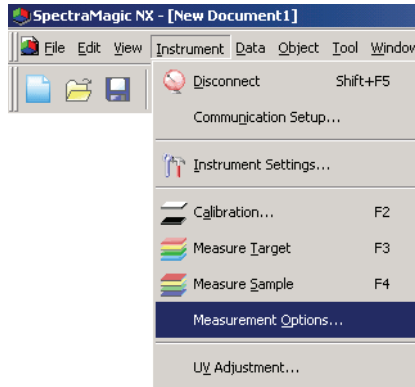 SpectraMagic NX - [New Document1]
File Edit View Instrument Data Object Tool Window
Disconnect Shift+F5
Communication Setup...
Instrument Settings...
Calibration... F2
Measure Target F3
Measure Sample F4
Measurement Options...
UV Adjustment...